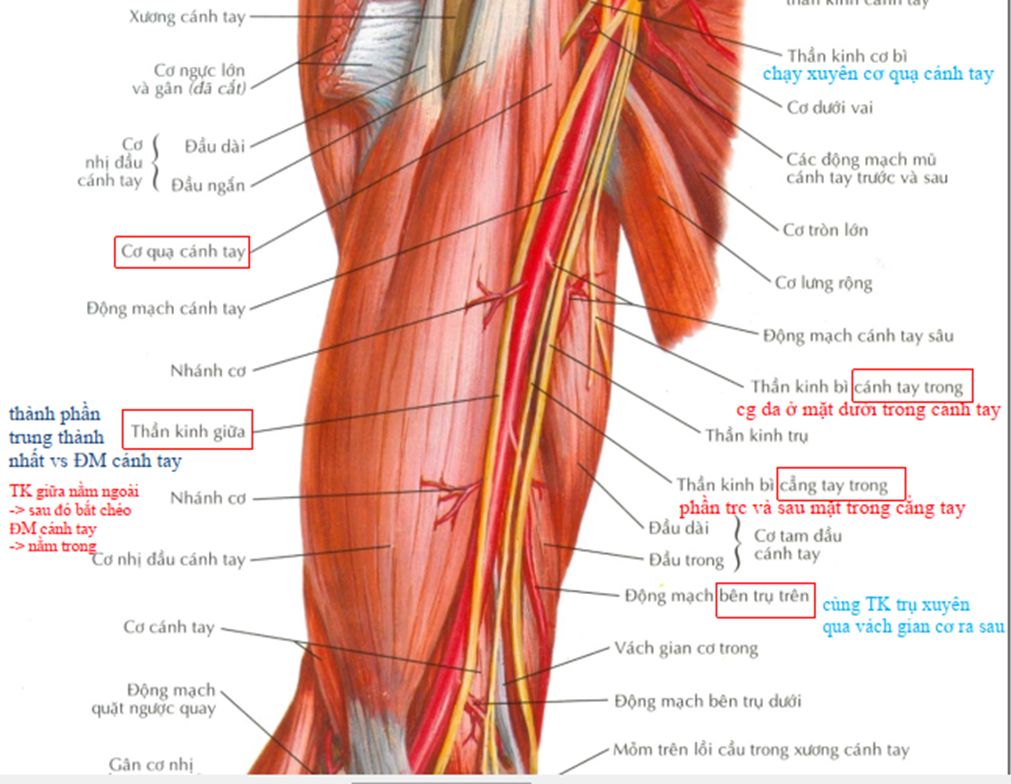 thần kinh cánh tay
Xương cánh tay
Cơ ngực lớn
và gân (đã cắt)
Cơ
nhị đầu
cánh tay
Đầu dài
Đầu ngắn
Cơ quạ cánh tay
Động mạch cánh tay
Nhánh cơ
thành phần
trung thành
nhất vs ĐM cánh tay
Thần kinh giữa
TK giữa nằm ngoài
-> sau đó bắt chéo
ĐM cánh tay
-> nằm trong
Nhánh cơ
Cơ nhị đầu cánh tay
Cơ cánh tay
Động mạch
quặt ngược quay
Gân cơ nhị
Thần kinh cơ bì
chạy xuyên cơ quạ cánh tay
Cơ dưới vai
Các động mạch mũ
cánh tay trước và sau
Cơ tròn lớn
Cơ lưng rộng
Động mạch cánh tay sâu
Thần kinh bì cánh tay trong
cg da ở mặt dưới trong cánh tay
Thần kinh trụ
Thần kinh bì cẳng tay trong
phần trc và sau mặt trong cẳng tay
Đầu dài
Đầu trong
Cơ tam đầu
cánh tay
Động mạch bên trụ trên
cùng TK trụ xuyên
qua vách gian cơ ra sau
Vách gian cơ trong
Động mạch bên trụ dưới
Mỏm trên lồi cầu trong xương cánh tay